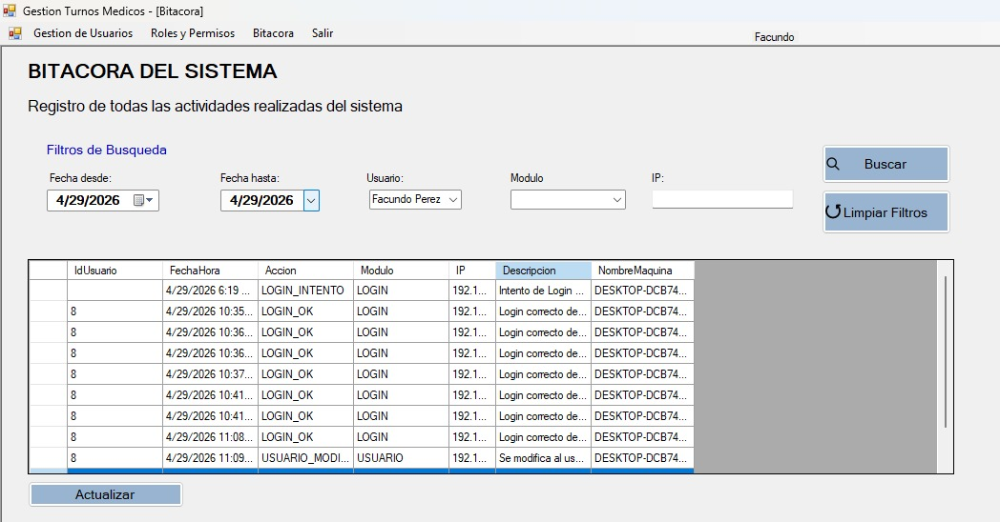 Gestion Turnos Medicos - [Bitacora]
Gestion de Usuarios Roles y Permisos Bitacora Salir Facundo
BITACORA DEL SISTEMA
Registro de todas las actividades realizadas del sistema
Filtros de Busqueda
Fecha desde: Fecha hasta: Usuario: Modulo IP:
4/29/2026 4/29/2026 Facundo Perez
Buscar
Limpiar Filtros
IdUsuario FechaHora Accion Modulo IP Descripcion NombreMaquina
4/29/2026 6:19 ... LOGIN_INTENTO LOGIN 192.1... Intento de Login ... DESKTOP-DCB74...
8 4/29/2026 10:35... LOGIN_OK LOGIN 192.1... Login correcto de... DESKTOP-DCB74...
8 4/29/2026 10:36... LOGIN_OK LOGIN 192.1... Login correcto de... DESKTOP-DCB74...
8 4/29/2026 10:36... LOGIN_OK LOGIN 192.1... Login correcto de... DESKTOP-DCB74...
8 4/29/2026 10:37... LOGIN_OK LOGIN 192.1... Login correcto de... DESKTOP-DCB74...
8 4/29/2026 10:41... LOGIN_OK LOGIN 192.1... Login correcto de... DESKTOP-DCB74...
8 4/29/2026 10:41... LOGIN_OK LOGIN 192.1... Login correcto de... DESKTOP-DCB74...
8 4/29/2026 11:08... LOGIN_OK LOGIN 192.1... Login correcto de... DESKTOP-DCB74...
8 4/29/2026 11:09... USUARIO_MODI... USUARIO 192.1... Se modifica al us... DESKTOP-DCB74...
Actualizar